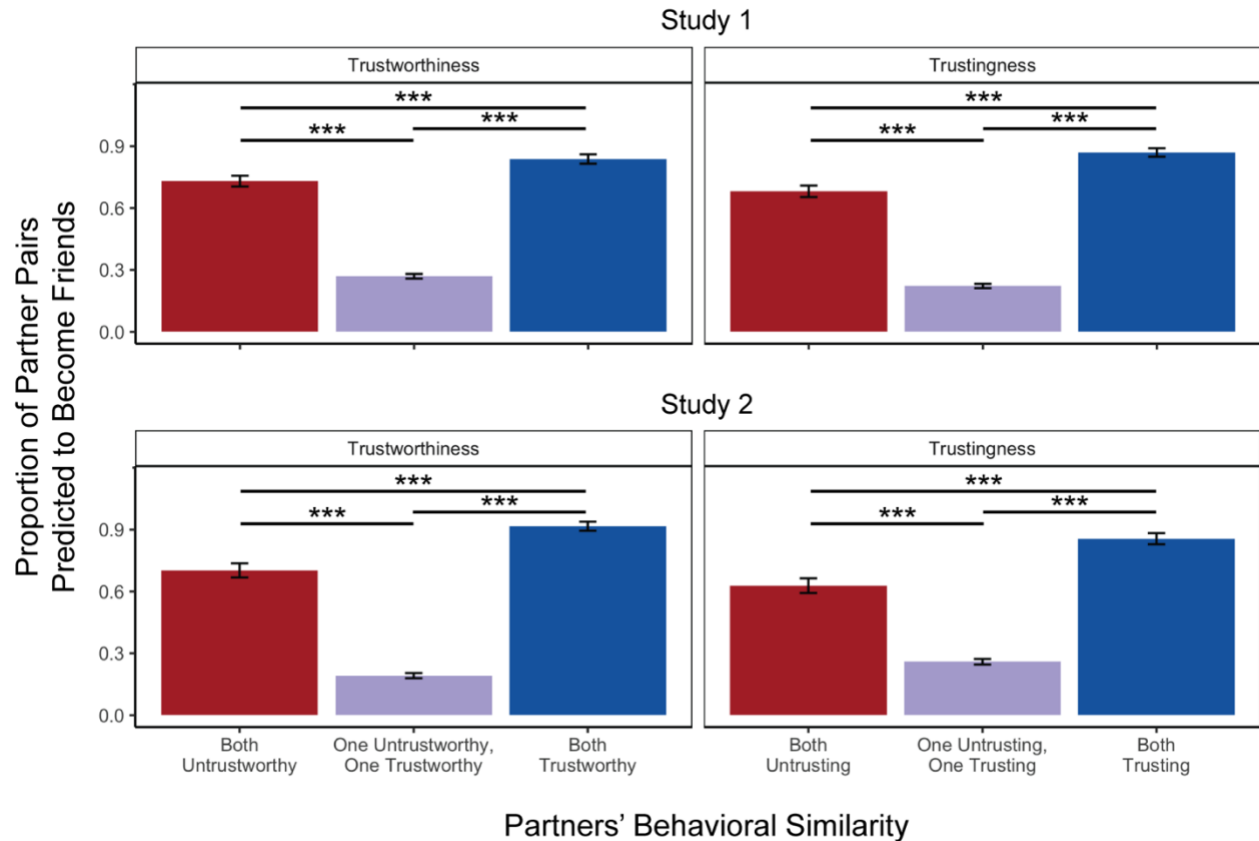 Study 1
Trustworthiness
Trustingness
***
***
***
***
***
***
0.9
0.6
0.3
0.0
Proportion of Partner Pairs
Predicted to Become Friends
Study 2
Trustworthiness
Trustingness
***
***
***
***
***
***
0.9
0.6
0.3
0.0
Both
Untrustworthy
One Untrustworthy,
One Trustworthy
Both
Trustworthy
Both
Untrusting
One Untrusting,
One Trusting
Both
Trusting
Partners’ Behavioral Similarity